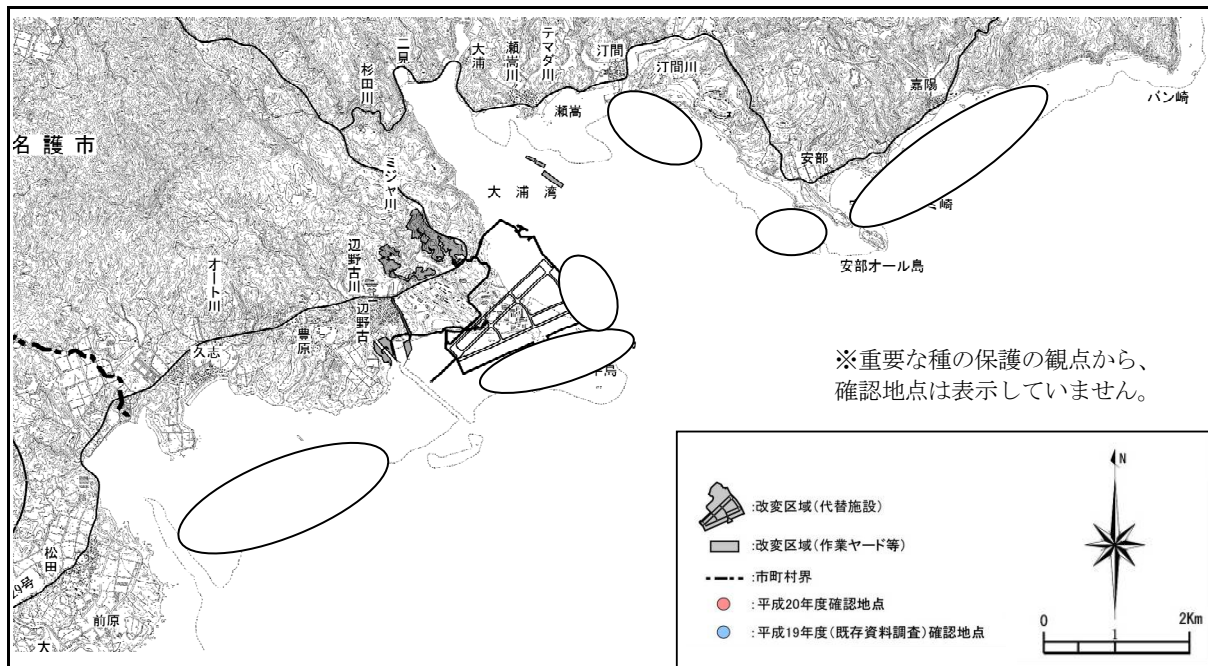 名護市
杉田川
二見
大浦
瀬嵩川
テマダ川
汀間
汀間川
瀬嵩
嘉陽
バン崎
安部
崎
安部オール島
大浦湾
ミジャ川
辺野古川
辺野古
オート川
豊原
久志
島
松田
29号
前原
大
※重要な種の保護の観点から、
確認地点は表示していません。
:改変区域(代替施設)
:改変区域(作業ヤード等)
:市町村界
:平成20年度確認地点
:平成19年度(既存資料調査)確認地点
N
0 1 2Km